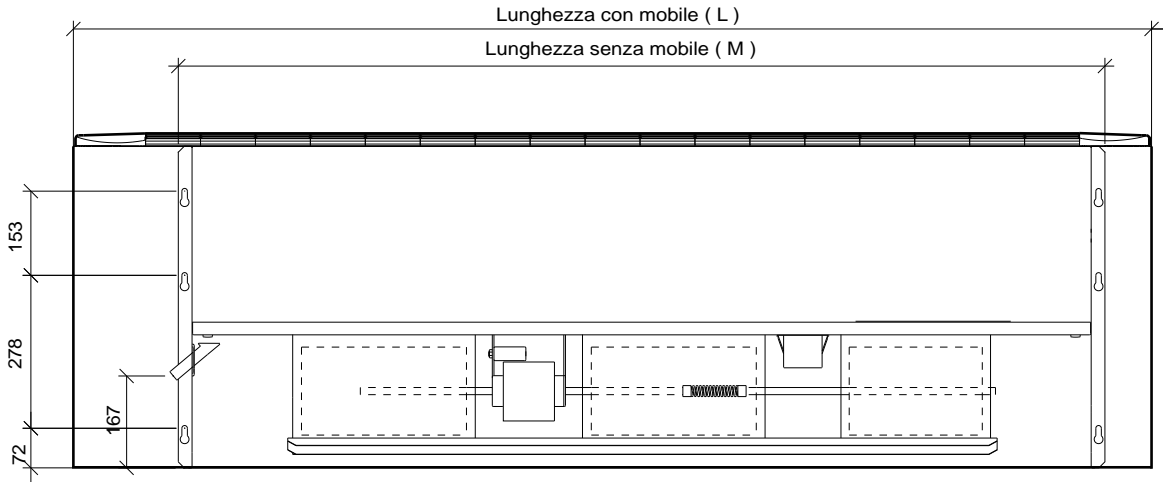 Lunghezza con mobile ( L )
Lunghezza senza mobile ( M )
153
278
167
72